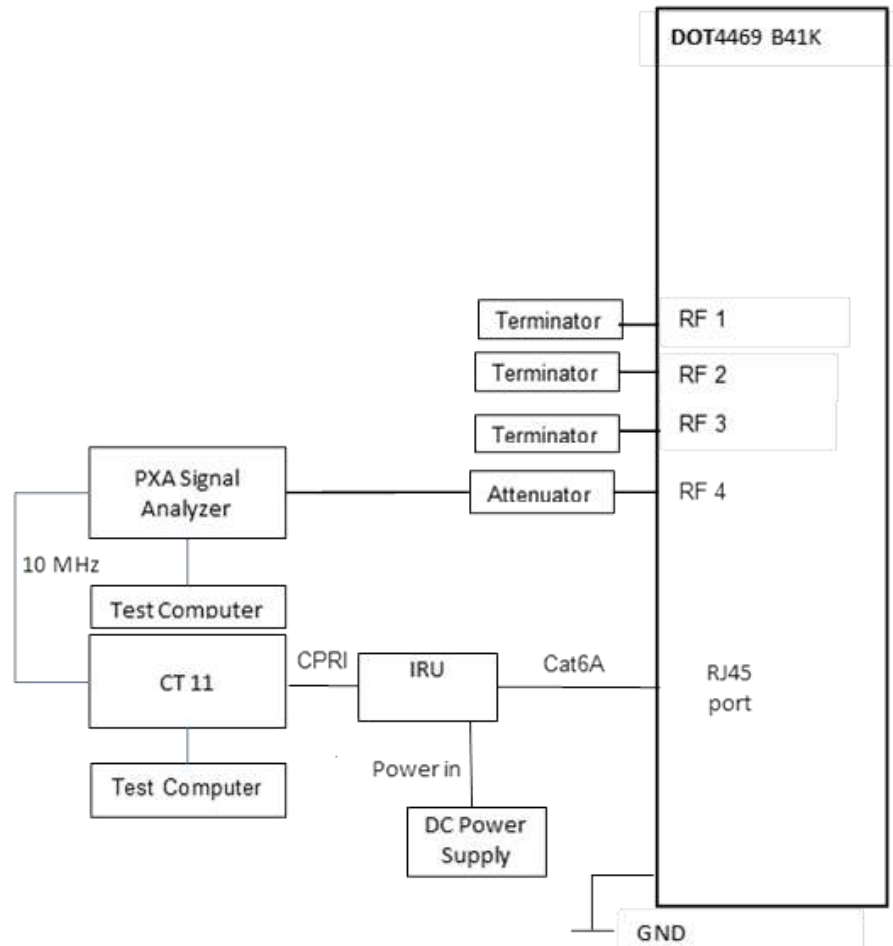 DOT4469 B41K
Terminator
RF 1
Terminator
RF 2
Terminator
RF 3
PXA Signal
Analyzer
Attenuator
RF 4
10 MHz
Test Computer
CT 11
CPRI
IRU
Cat6A
RJ45
port
Test Computer
Power in
DC Power
Supply
GND